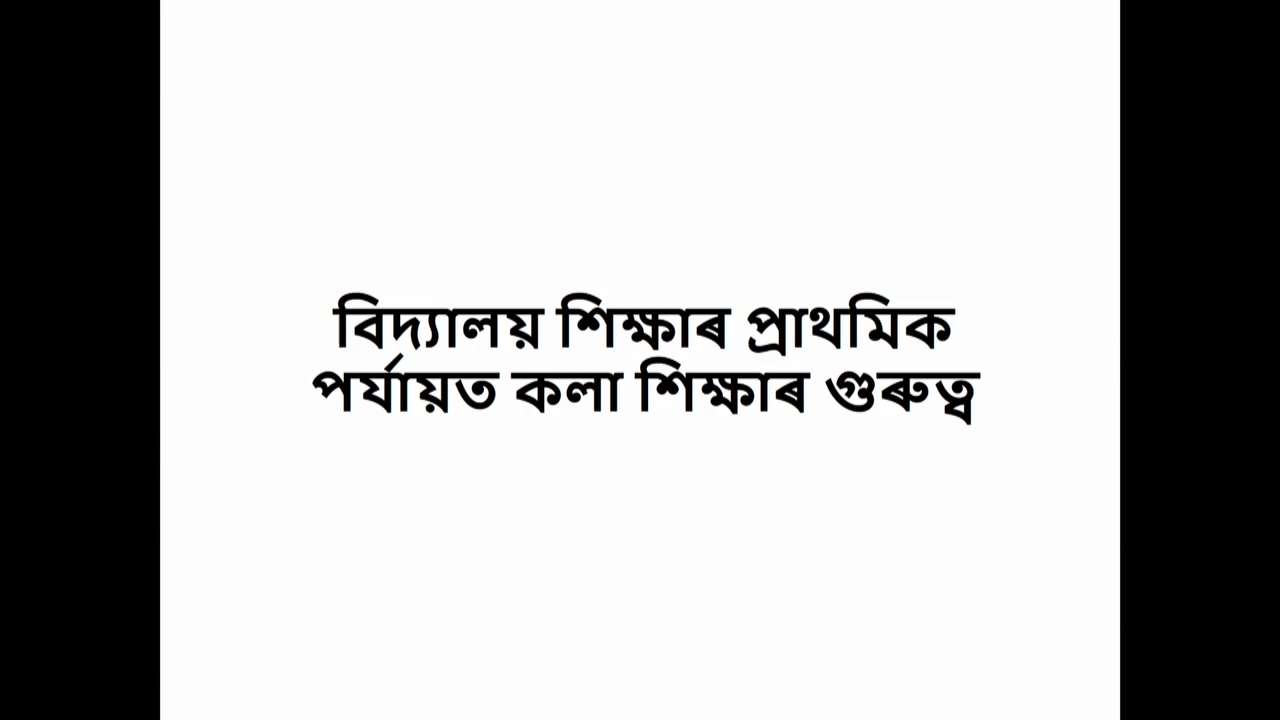 বিদ্যালয় শিক্ষাৰ প্ৰাথমিক
পৰ্যায়ত কলা শিক্ষাৰ গুৰুত্ব